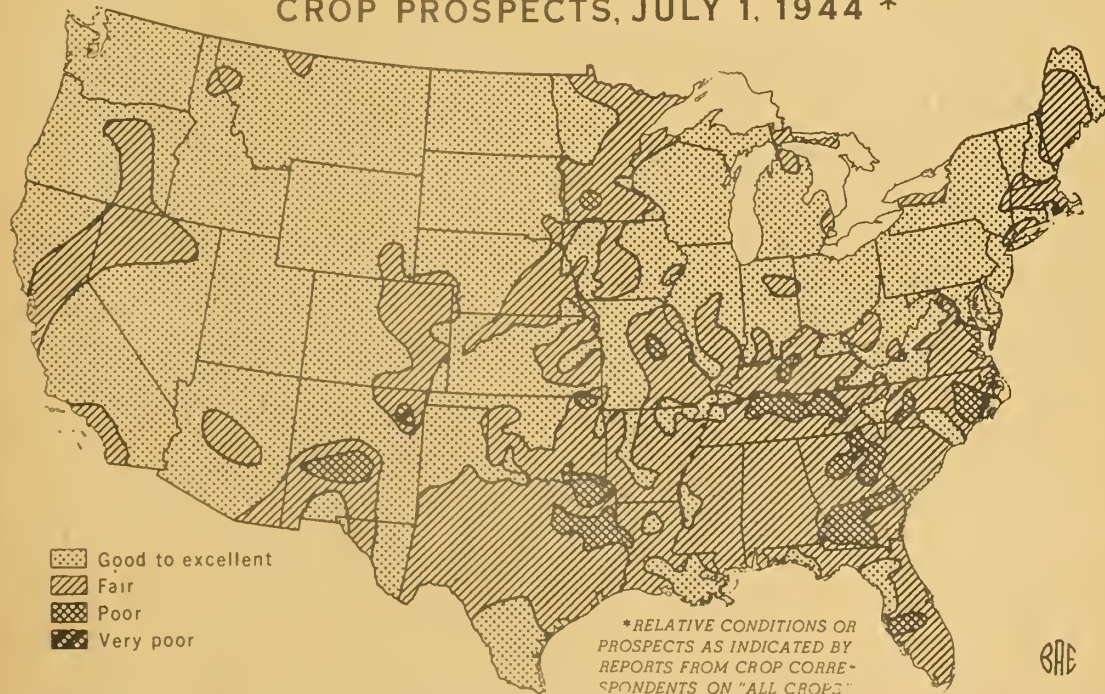 CROP PROSPECTS, JULY 1, 1944 *
Good to excellent
Fair
Poor
Very poor
*RELATIVE CONDITIONS OR
PROSPECTS AS INDICATED BY
REPORTS FROM CROP CORRE-
SPONDENTS ON "ALL CROPS"
BAE